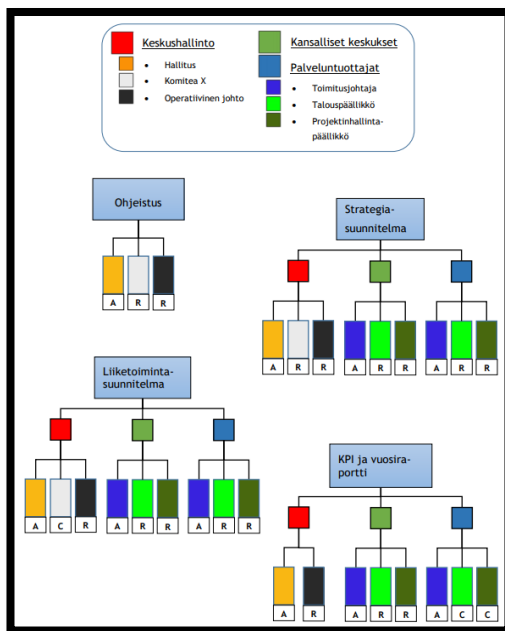 Keskushallinto
• Hallitus
• Komitea X
• Operatiivinen johto
Kansalliset keskukset
Palveluntuottajat
• Toimitusjohtaja
• Talouspäällikkö
• Projektinhallinta-
päällikkö
Ohjeistus
A R R
Strategia-
suunnitelma
A R R A R R A R R
Liiketoiminta-
suunnitelma
A C R A R R A R R
KPI ja vuosira-
portti
A R A R R A C C